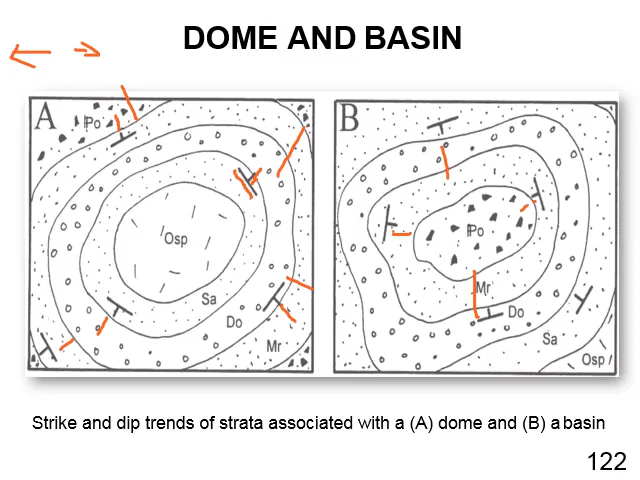 DOME AND BASIN
A
Po
Osp
Sa
Do
Mr
B
Po
Mr
Do
Sa
Osp
Strike and dip trends of strata associated with a (A) dome and (B) a basin
122